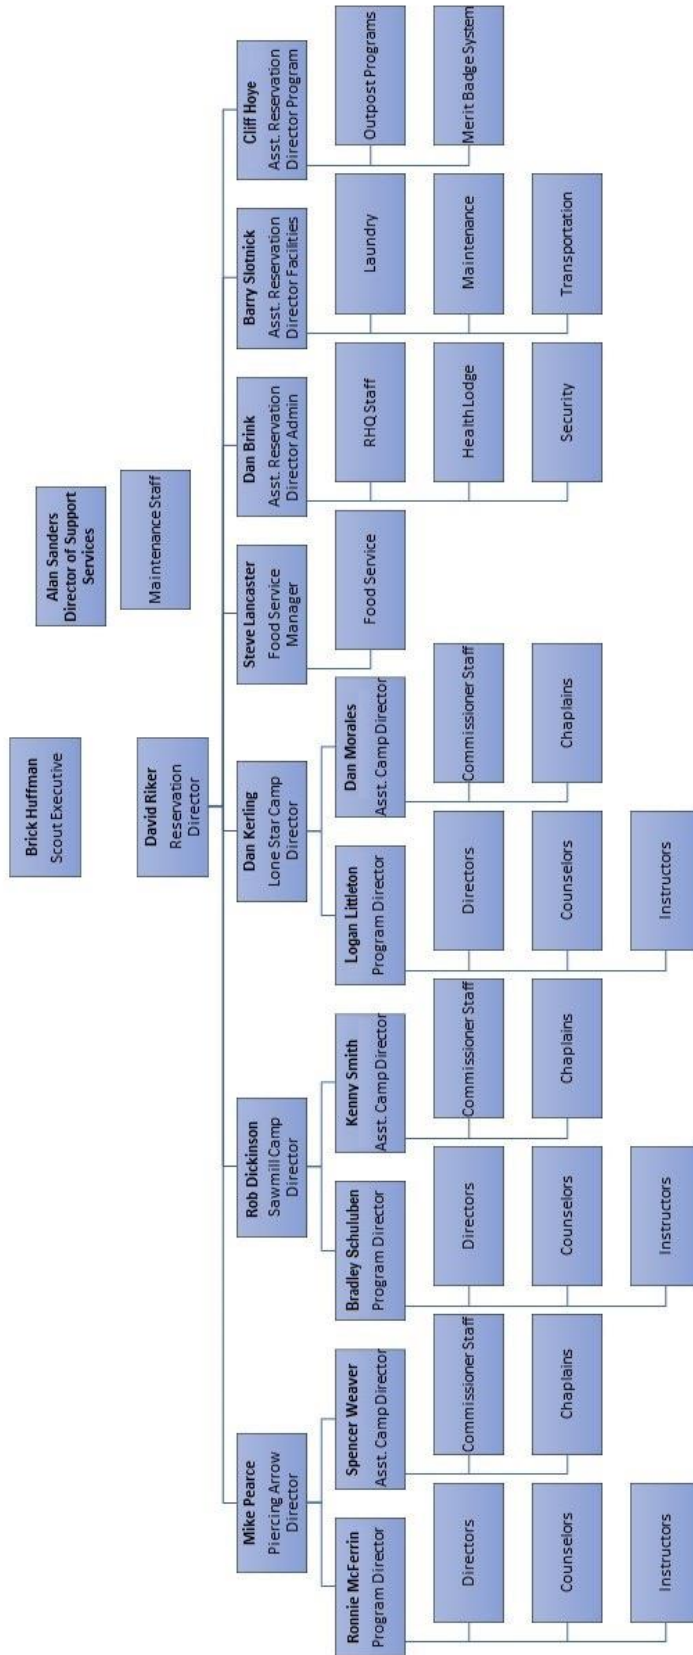 Brick Huffman
Scout Executive
Alan Sanders
Director of Support
Services
Maintenance Staff
David Riker
Reservation
Director
Mike Pearce
Piercing Arrow
Director
Rob Dickinson
Sawmill Camp
Director
Dan Kerling
Lone Star Camp
Director
Steve Lancaster
Food Service
Manager
Dan Brink
Asst. Reservation
Director Admin
Barry Slotnick
Asst. Reservation
Director Facilities
Cliff Hoye
Asst. Reservation
Director Program
Ronnie McFerrin
Program Director
Directors
Counselors
Instructors
Spencer Weaver
Asst. Camp Director
Commissioner Staff
Chaplains
Bradley Schuluben
Program Director
Directors
Counselors
Instructors
Kenny Smith
Asst. Camp Director
Commissioner Staff
Chaplains
Logan Littleton
Program Director
Directors
Counselors
Instructors
Dan Morales
Asst. Camp Director
Commissioner Staff
Chaplains
Food Service
RHQ Staff
Health Lodge
Security
Laundry
Maintenance
Transportation
Outpost Programs
Merit Badge System